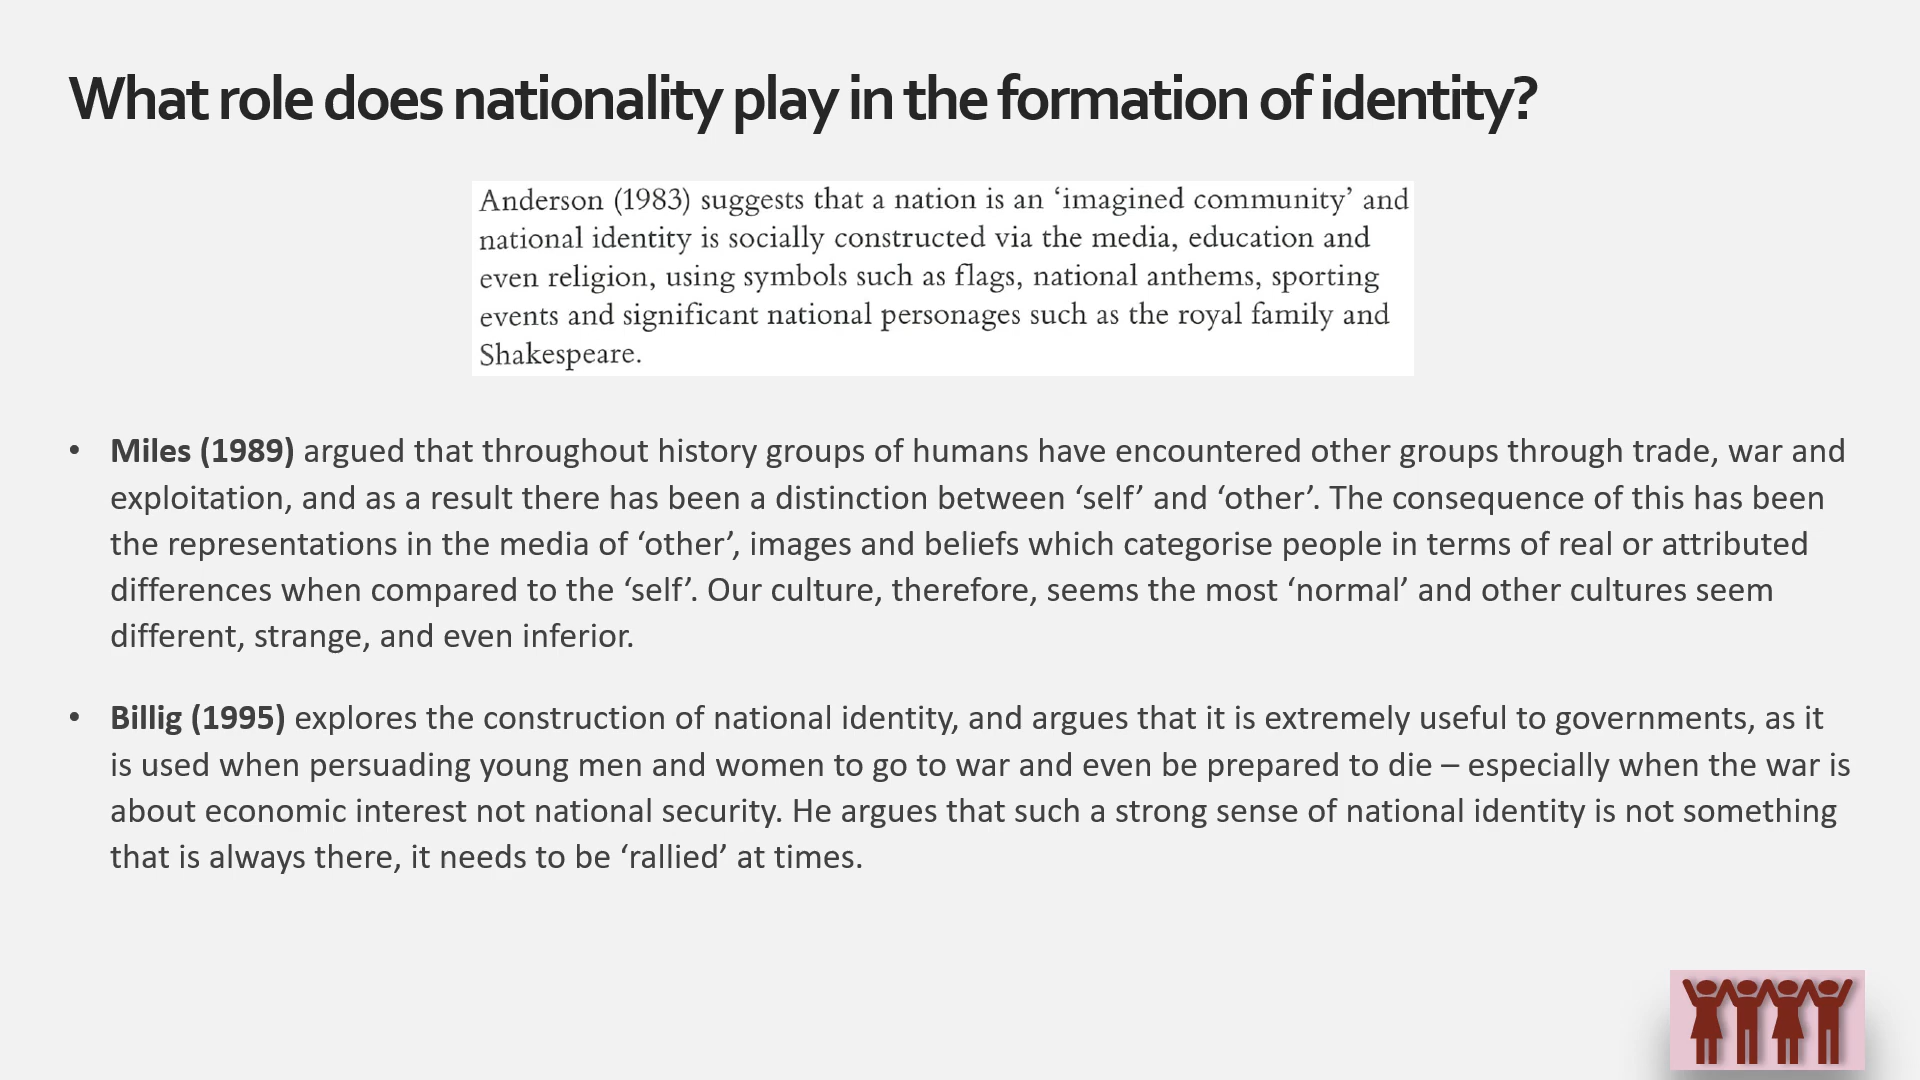 What role does nationality play in the formation of identity?
Anderson (1983) suggests that a nation is an ‘imagined community’ and
national identity is socially constructed via the media, education and
even religion, using symbols such as flags, national anthems, sporting
events and significant national personages such as the royal family and
Shakespeare.
• Miles (1989) argued that throughout history groups of humans have encountered other groups through trade, war and
exploitation, and as a result there has been a distinction between ‘self’ and ‘other’. The consequence of this has been
the representations in the media of ‘other’, images and beliefs which categorise people in terms of real or attributed
differences when compared to the ‘self’. Our culture, therefore, seems the most ‘normal’ and other cultures seem
different, strange, and even inferior.
• Billig (1995) explores the construction of national identity, and argues that it is extremely useful to governments, as it
is used when persuading young men and women to go to war and even be prepared to die – especially when the war is
about economic interest not national security. He argues that such a strong sense of national identity is not something
that is always there, it needs to be ‘rallied’ at times.